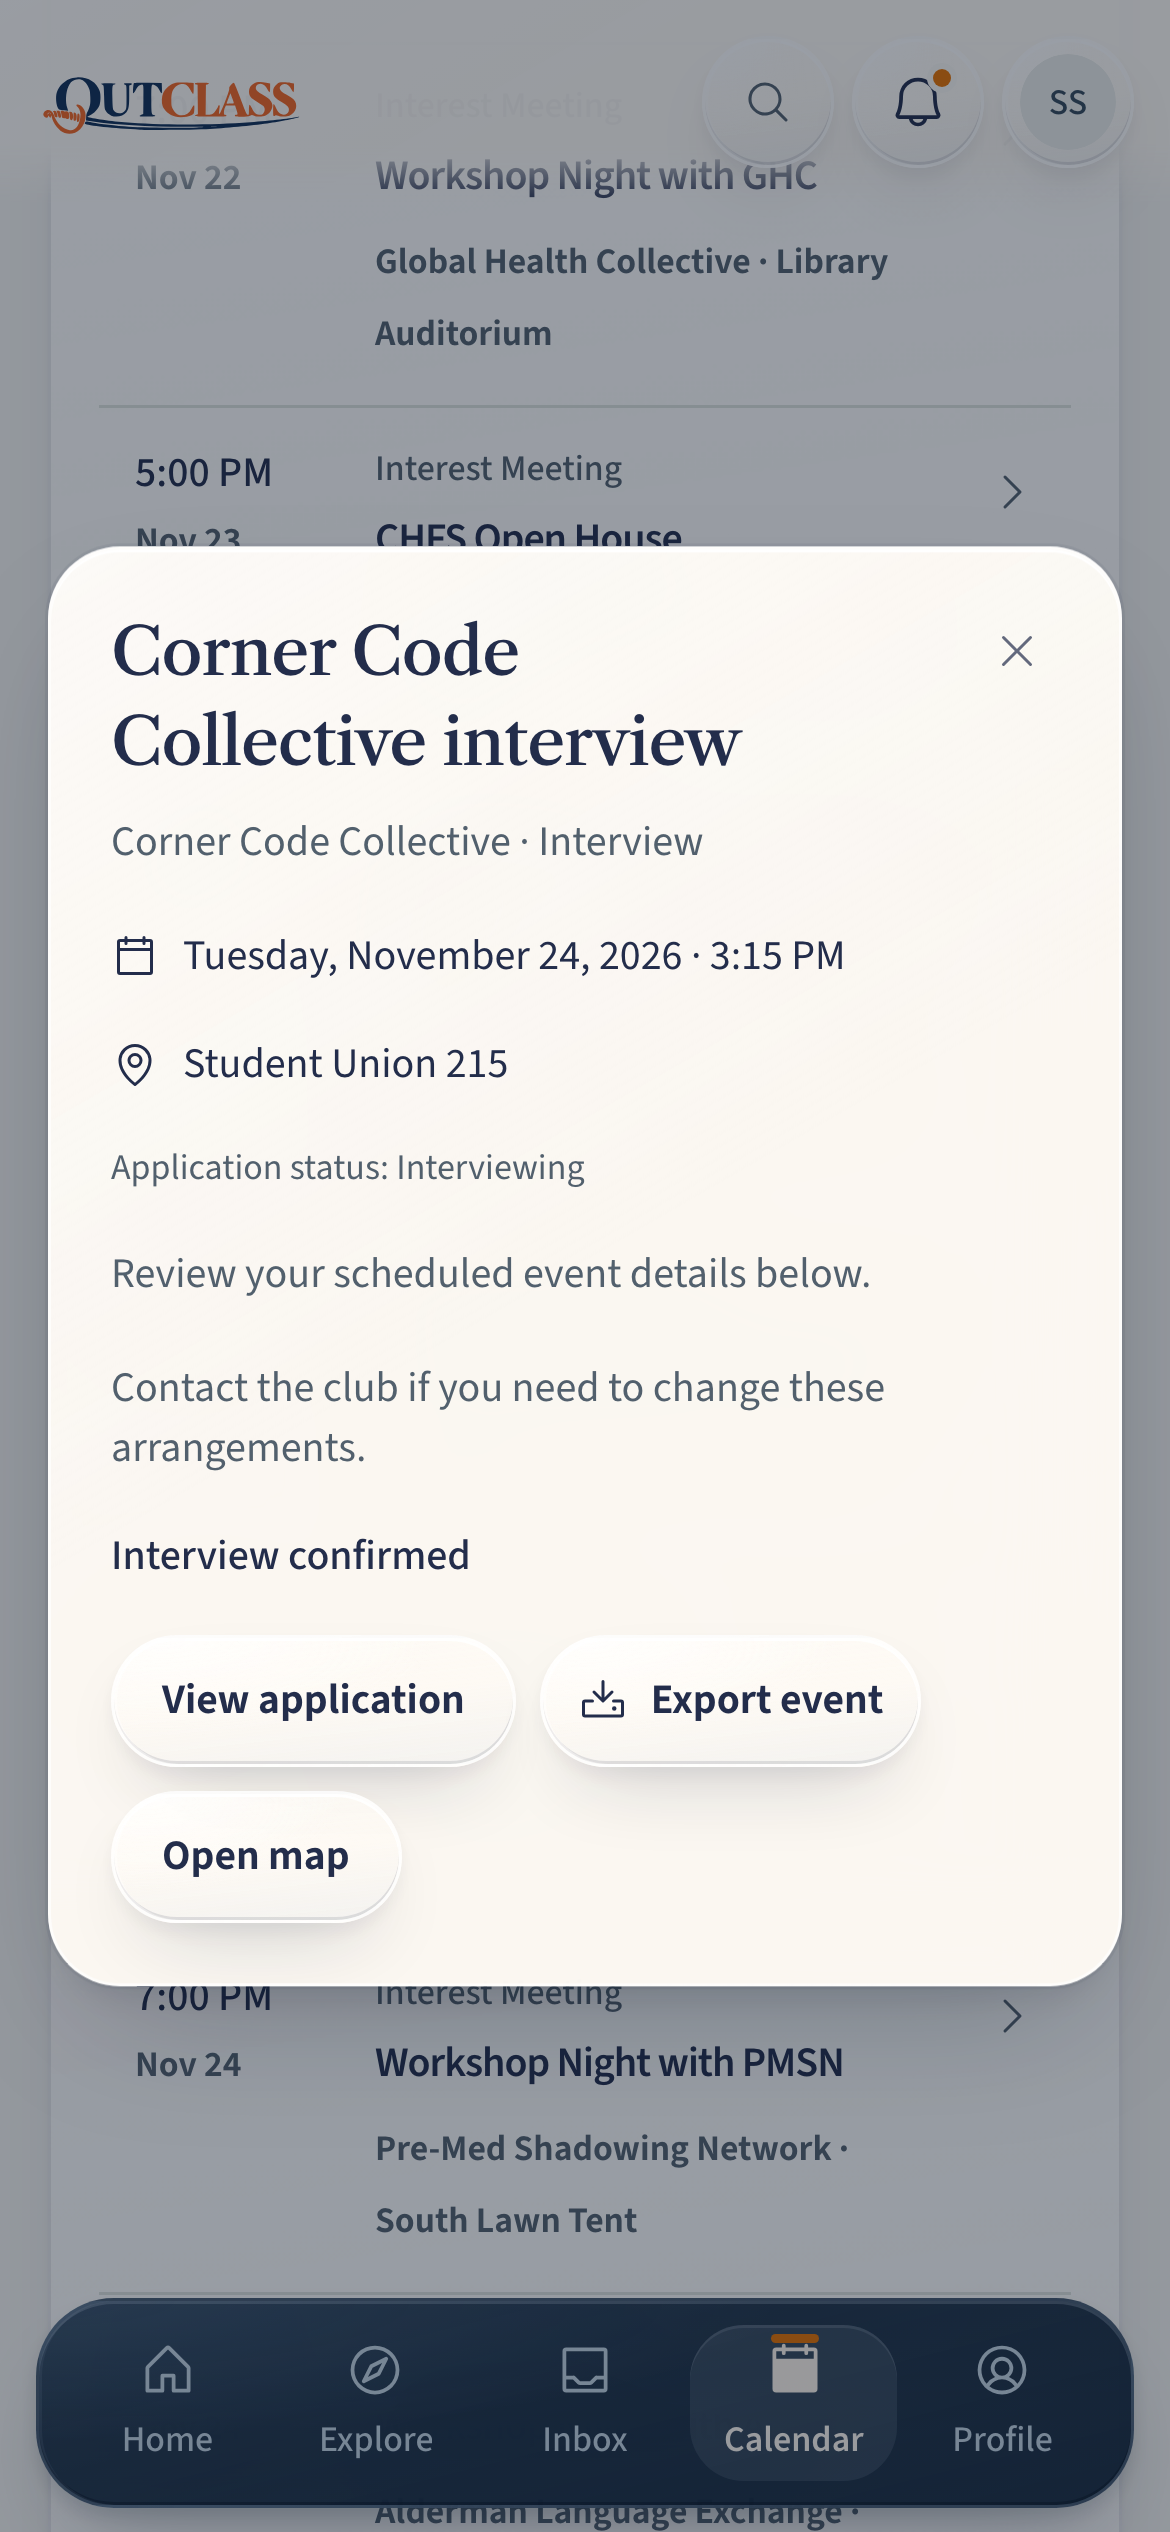 OUTCLASS
Interest Meeting
SS
Nov 22
Workshop Night with GHC
Global Health Collective · Library
Auditorium
5:00 PM
Interest Meeting
Nov 23
CHFS Open House
Corner Code
Collective interview
Corner Code Collective · Interview
Tuesday, November 24, 2026 · 3:15 PM
Student Union 215
Application status: Interviewing
Review your scheduled event details below.
Contact the club if you need to change these
arrangements.
Interview confirmed
View application
Export event
Open map
7:00 PM
Interest Meeting
Nov 24
Workshop Night with PMSN
Pre-Med Shadowing Network ·
South Lawn Tent
Home
Explore
Inbox
Calendar
Profile
Alderman Language Exchange ·